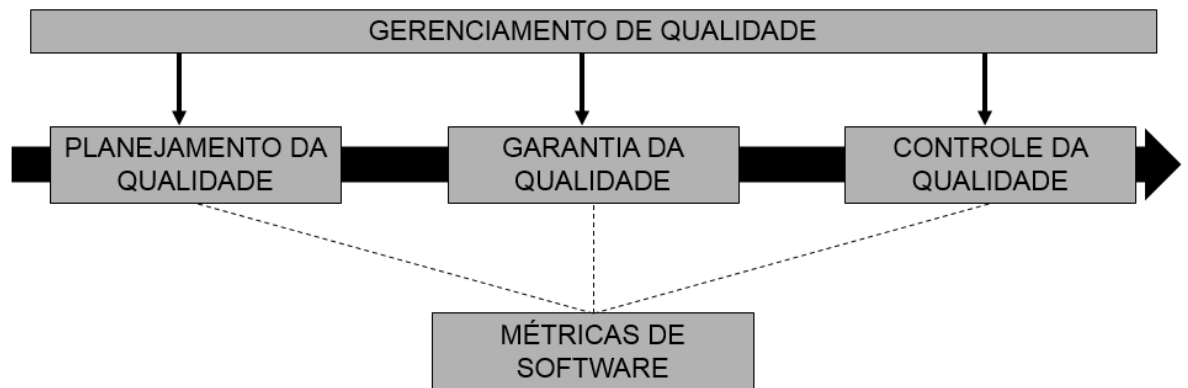 GERENCIAMENTO DE QUALIDADE
PLANEJAMENTO DA
QUALIDADE
GARANTIA DA
QUALIDADE
CONTROLE DA
QUALIDADE
MÉTRICAS DE
SOFTWARE